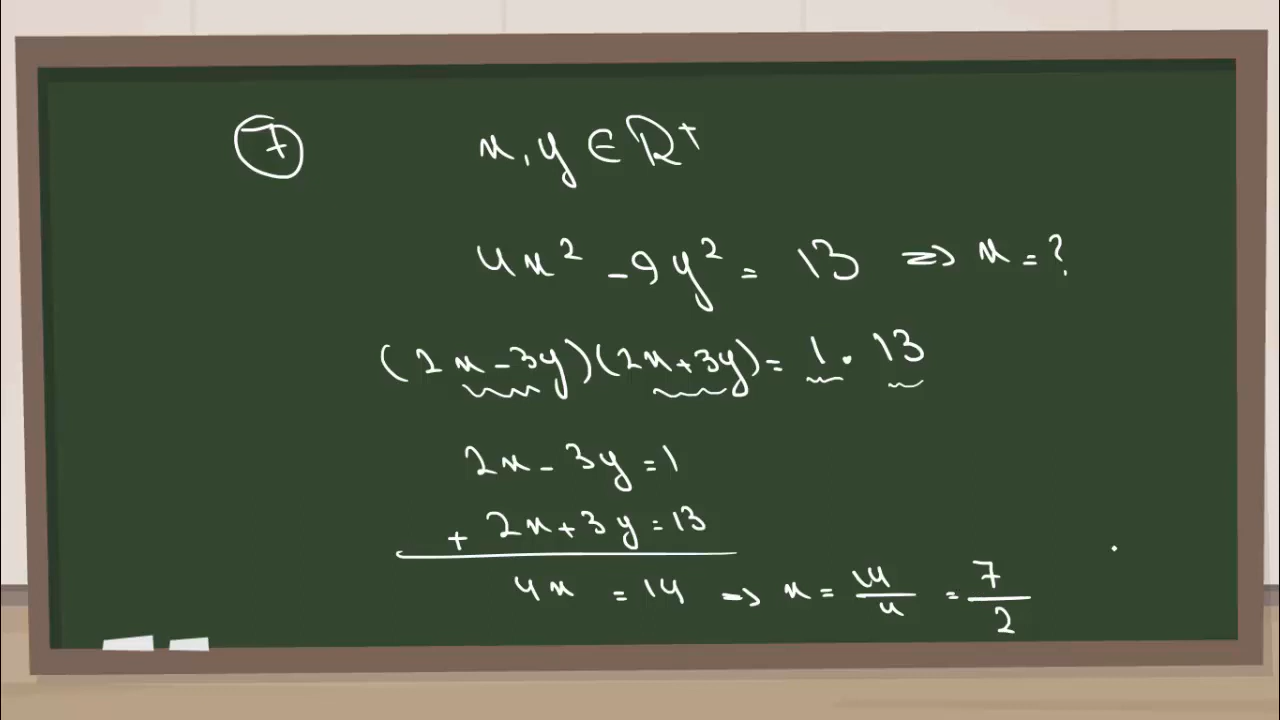 7
x, y ∈ R⁺
4x² - 9y² = 13 => x = ?
(2x - 3y)(2x + 3y) = 1 · 13
2x - 3y = 1
+ 2x + 3y = 13
4x = 14 → x = 14/4 = 7/2